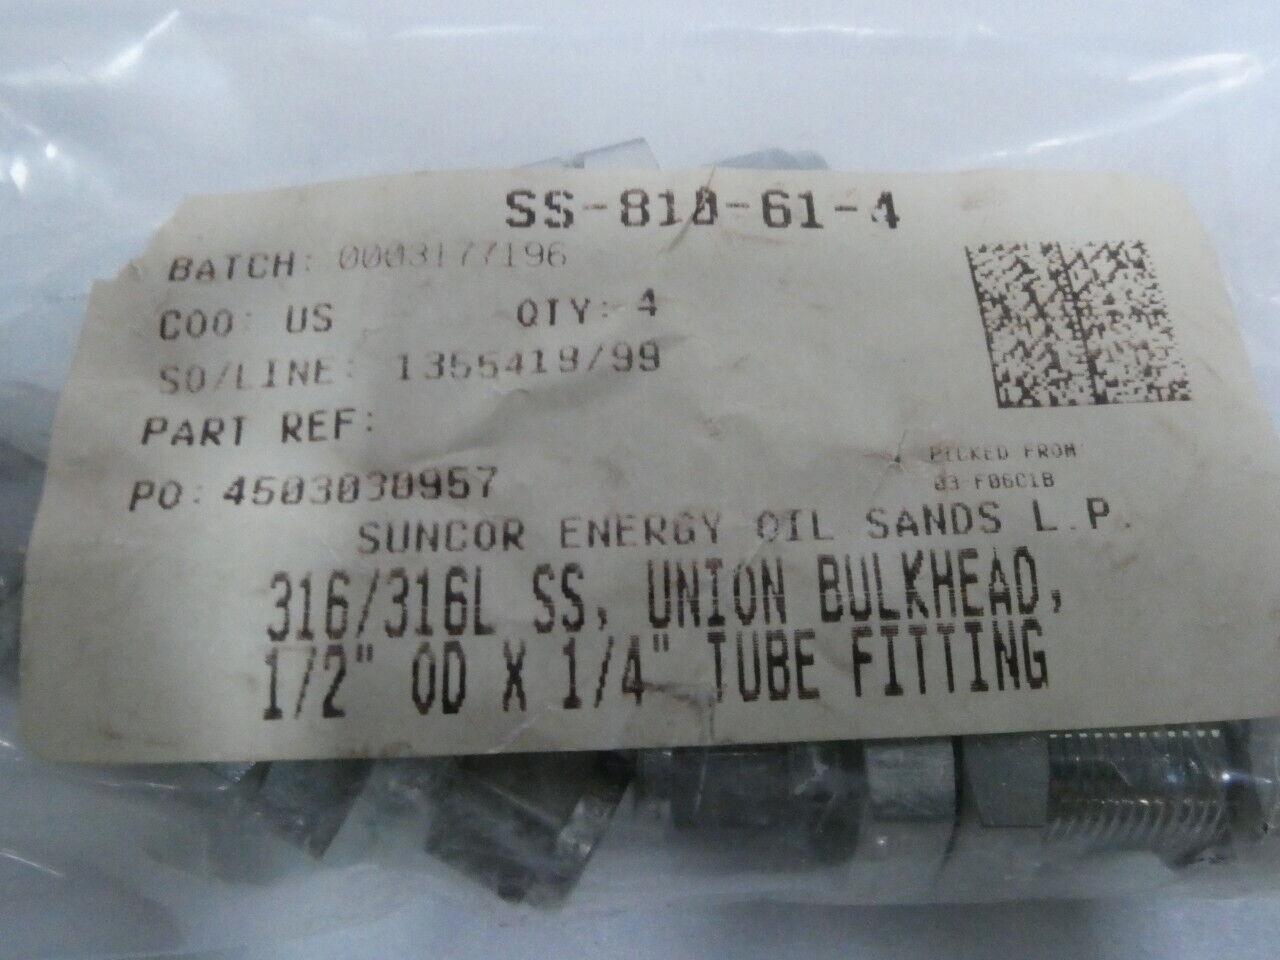 SS-810-61-4
BATCH: 0003177196
COO: US QTY: 4
SO/LINE: 1355419/99
PART REF:
PO: 4503030957
PICKED FROM:
03-F06C1B
SUNCOR ENERGY OIL SANDS L.P.
316/316L SS, UNION BULKHEAD,
1/2" OD X 1/4" TUBE FITTING